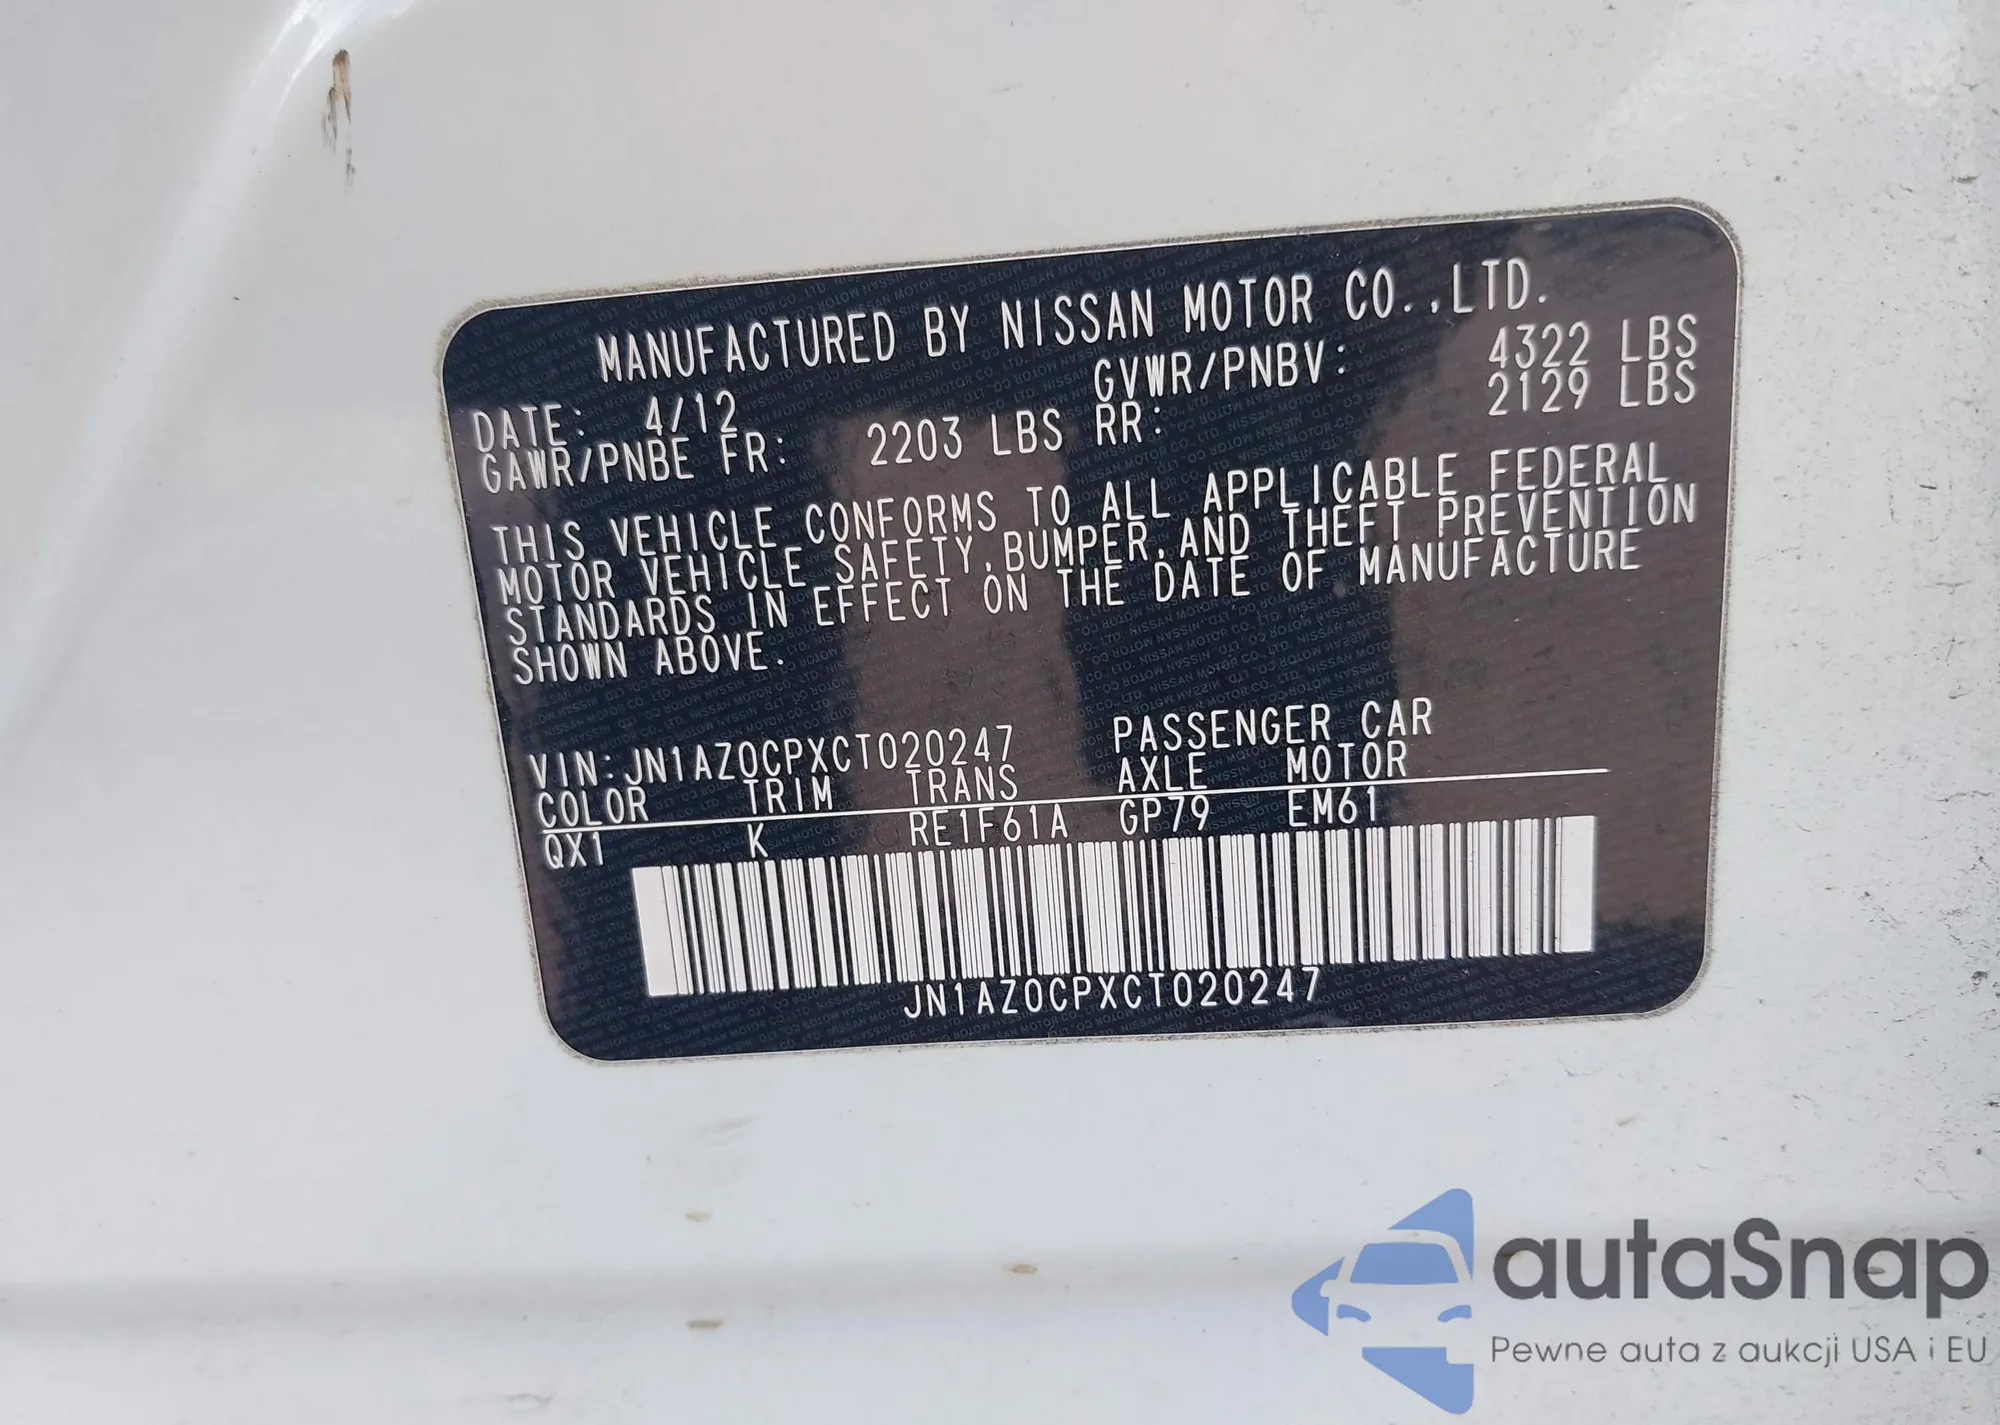 MANUFACTURED BY NISSAN MOTOR CO.,LTD.
DATE: 4/12 GVWR/PNBV: 4322 LBS
GAWR/PNBE FR: 2203 LBS RR: 2129 LBS
THIS VEHICLE CONFORMS TO ALL APPLICABLE FEDERAL
MOTOR VEHICLE SAFETY,BUMPER,AND THEFT PREVENTION
STANDARDS IN EFFECT ON THE DATE OF MANUFACTURE
SHOWN ABOVE.
VIN:JN1AZ0CPXCT020247 PASSENGER CAR
COLOR TRIM TRANS AXLE MOTOR
QX1 K RE1F61A GP79 EM61
JN1AZ0CPXCT020247
autaSnap
Pewne auta z aukcji USA i EU